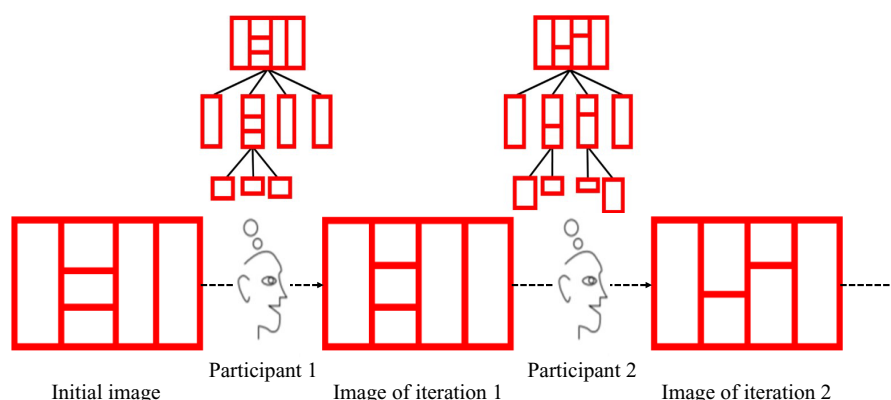 Participant 1
Participant 2
Initial image
Image of iteration 1
Image of iteration 2